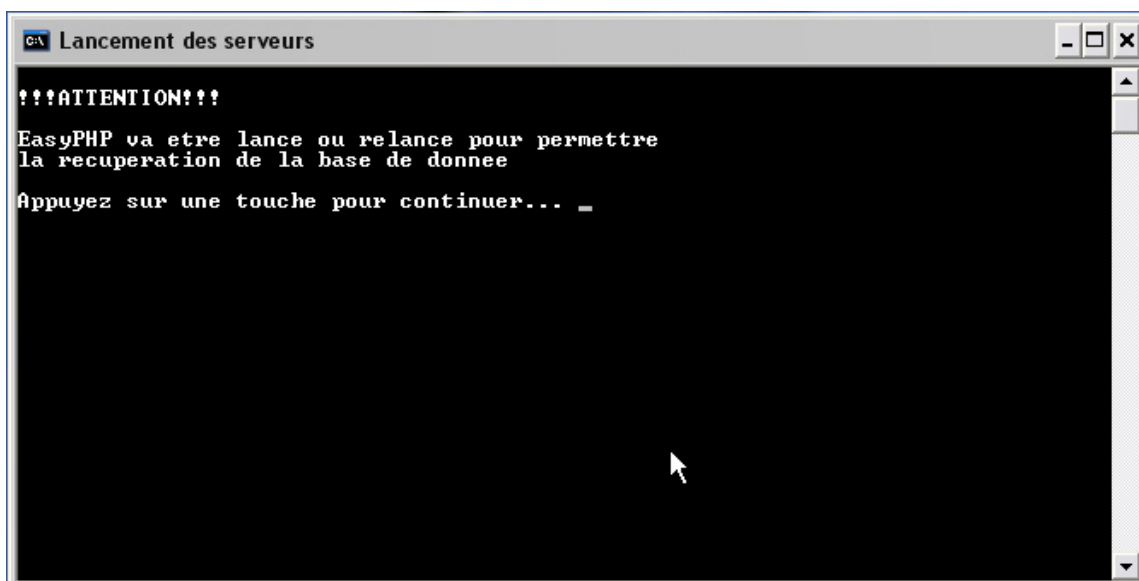 Lancement des serveurs
!!!ATTENTION!!!
EasyPHP va etre lance ou relance pour permettre
la recuperation de la base de donnee
Appuyez sur une touche pour continuer... _